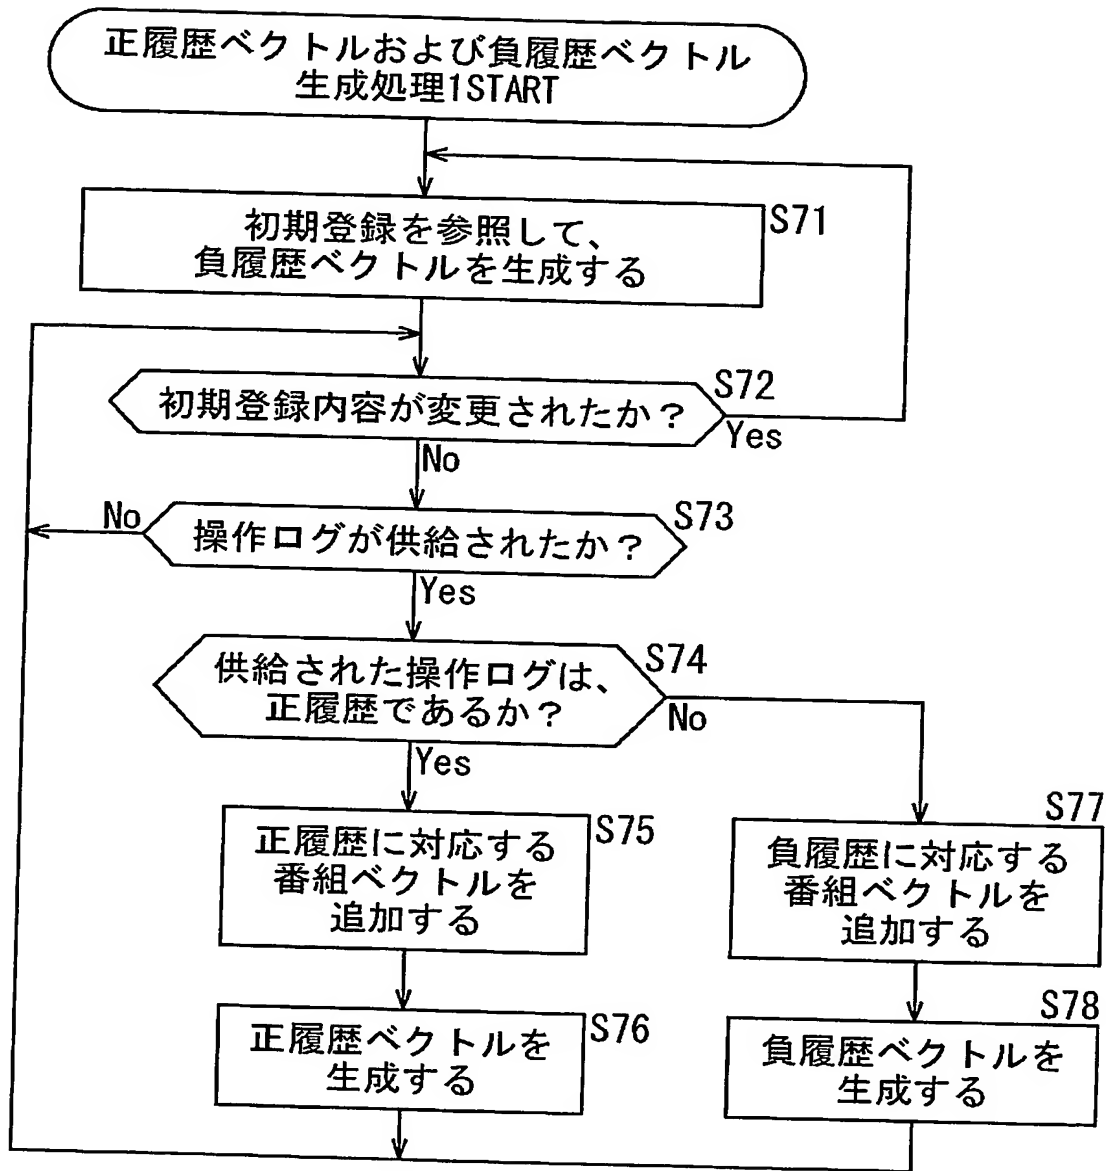 正履歴ベクトルおよび負履歴ベクトル
生成処理1START
初期登録を参照して、
負履歴ベクトルを生成する
S71
初期登録内容が変更されたか？
S72
Yes
No
操作ログが供給されたか？
S73
No
Yes
供給された操作ログは、
正履歴であるか？
S74
No
Yes
正履歴に対応する
番組ベクトルを
追加する
S75
負履歴に対応する
番組ベクトルを
追加する
S77
正履歴ベクトルを
生成する
S76
負履歴ベクトルを
生成する
S78